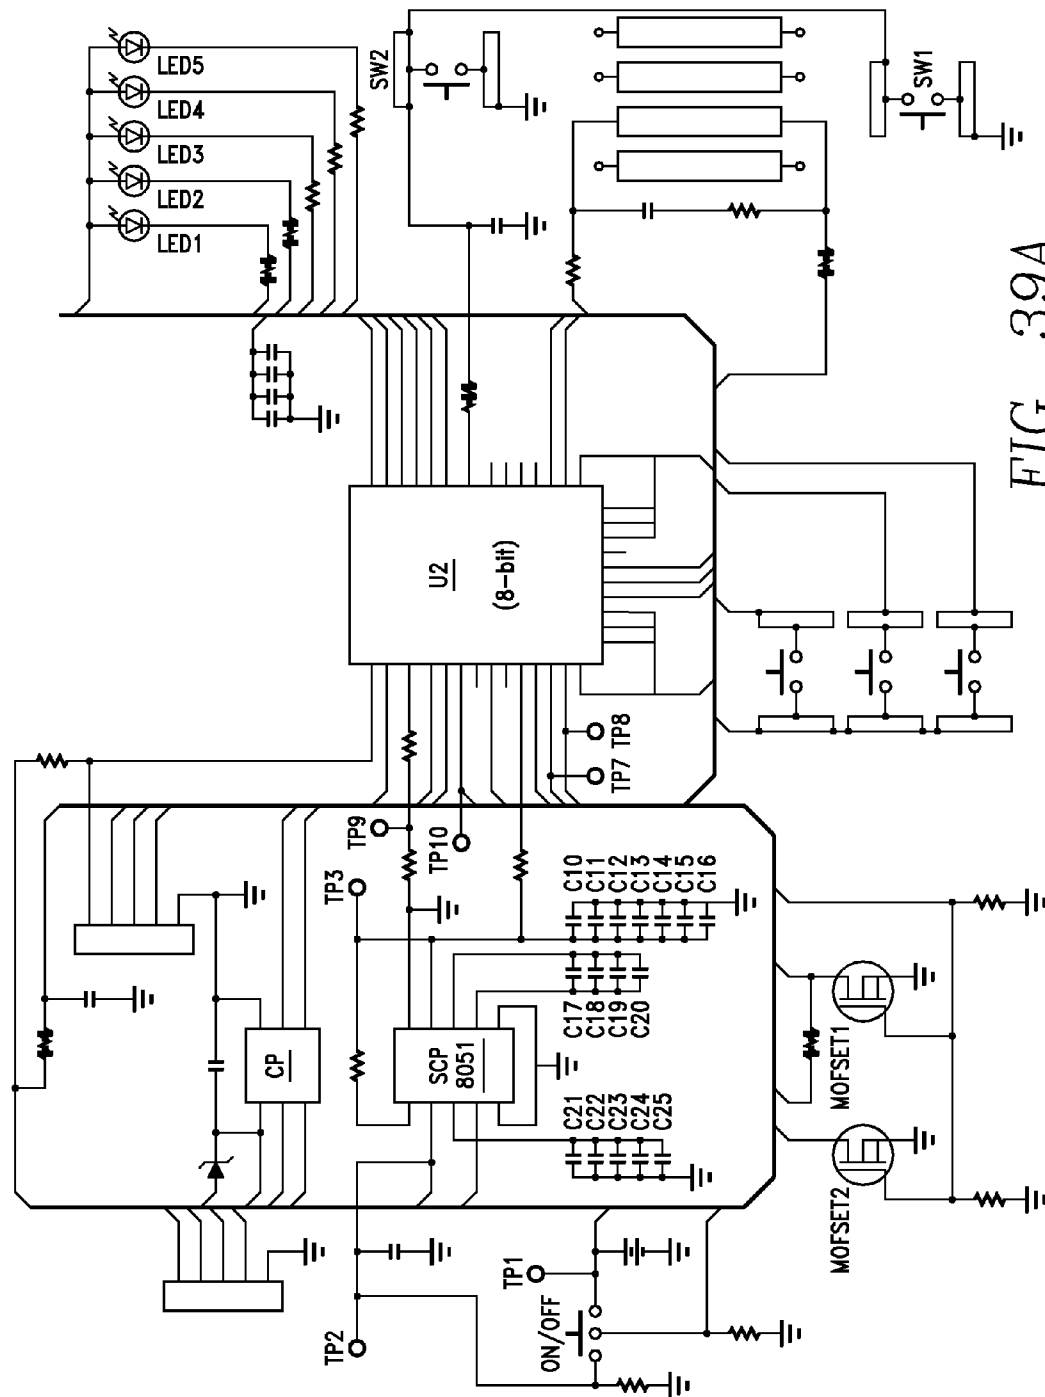 LED5
LED4
LED3
LED2
LED1
SW2
SW1
U2
(8-bit)
TP8
TP7
TP9
TP10
TP3
CP
SCP
8051
C10
C11
C12
C13
C14
C15
C16
C17
C18
C19
C20
C21
C22
C23
C24
C25
MOFSET1
MOFSET2
TP2
TP1
ON/OFF
FIG. 39A